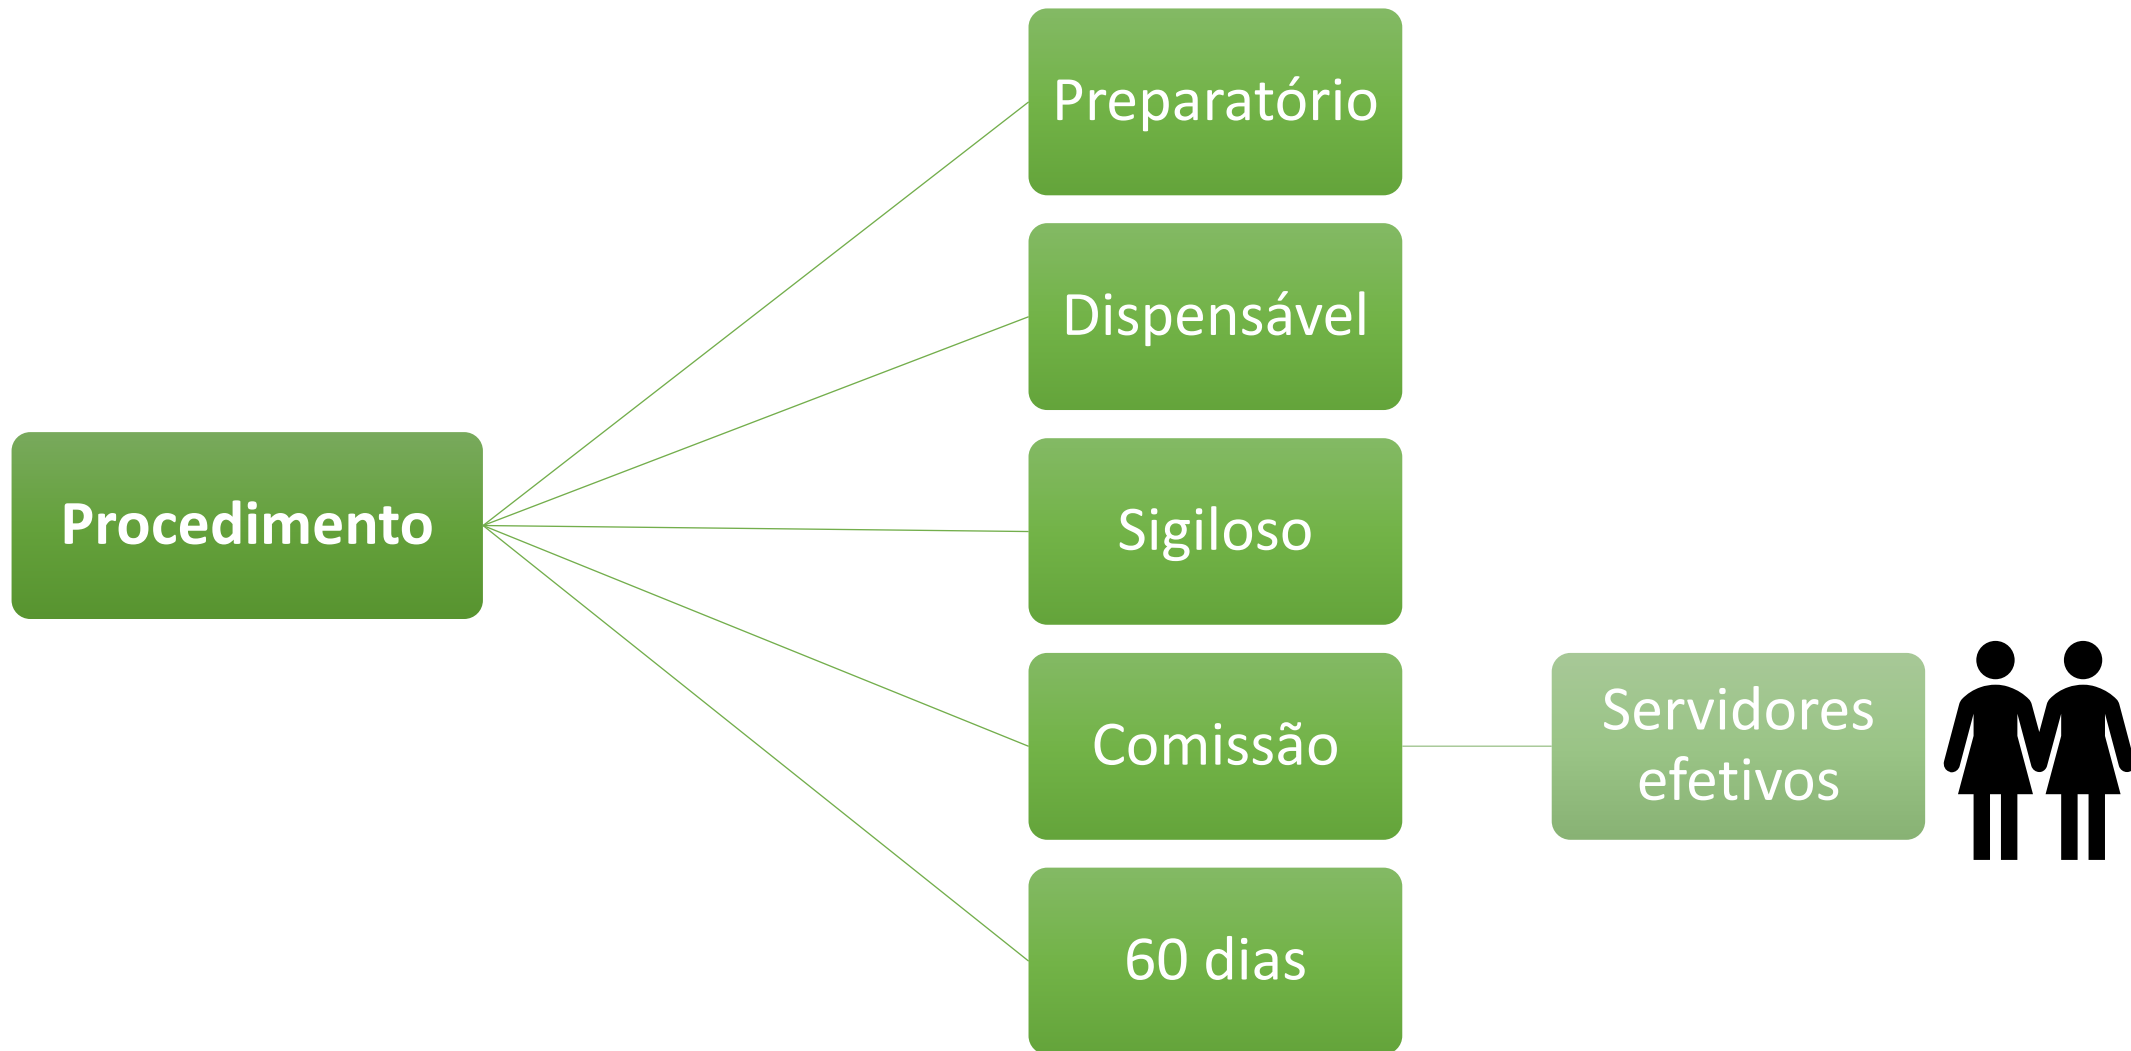 Procedimento
Preparatório
Dispensável
Sigiloso
Comissão
Servidores
efetivos
60 dias